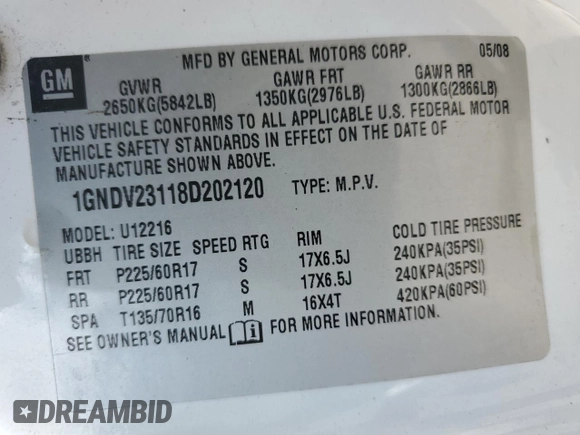 GM
MFD BY GENERAL MOTORS CORP. 05/08
GVWR GAWR FRT GAWR RR
2650KG(5842LB) 1350KG(2976LB) 1300KG(2866LB)
THIS VEHICLE CONFORMS TO ALL APPLICABLE U.S. FEDERAL MOTOR
VEHICLE SAFETY STANDARDS IN EFFECT ON THE DATE OF
MANUFACTURE SHOWN ABOVE.
1GNDV23118D202120 TYPE: M.P.V.
MODEL: U12216
UBBH TIRE SIZE SPEED RTG RIM COLD TIRE PRESSURE
FRT P225/60R17 S 17X6.5J 240KPA(35PSI)
RR P225/60R17 S 17X6.5J 240KPA(35PSI)
SPA T135/70R16 M 16X4T 420KPA(60PSI)
SEE OWNER'S MANUAL i FOR MORE INFORMATION.
DREAMBID